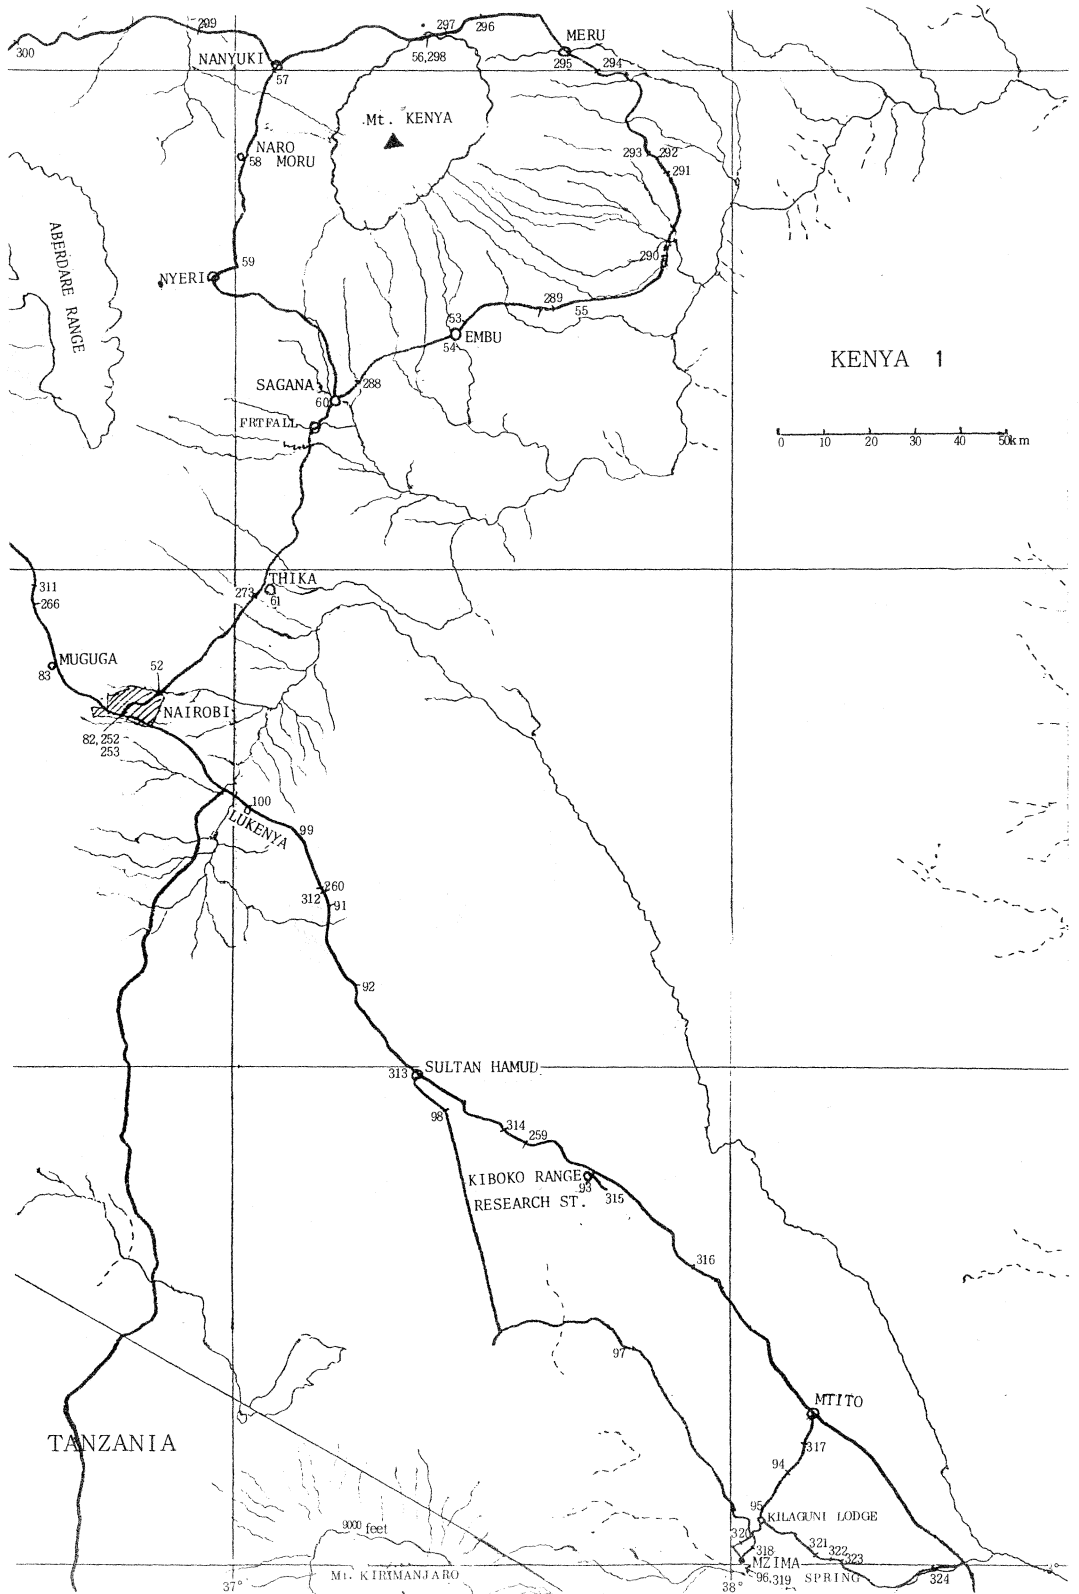 299
297
296
300
MERU
NANYUKI
56,298
295
294
57
Mt. KENYA
NARO
MORU
58
293
292
291
ABERDARE RANGE
59
290
NYERI
289
55
53
EMBU
54
KENYA 1
SAGANA
288
60
FRTFALL
0 10 20 30 40 50km
THIKA
311
273
61
266
MUGUGA
52
83
NAIROBI
82,252
253
100
LUKENYA
99
260
312
91
92
SULTAN HAMUD
313
98
314
259
KIBOKO RANGE
93
315
RESEARCH ST.
316
97
MTITO
TANZANIA
317
94
95
KILAGUNI LODGE
9000 feet
320
321
318
322
323
MZIMA
SPRING
96,319
324
Mt. KIRIMANJARO
37°
38°